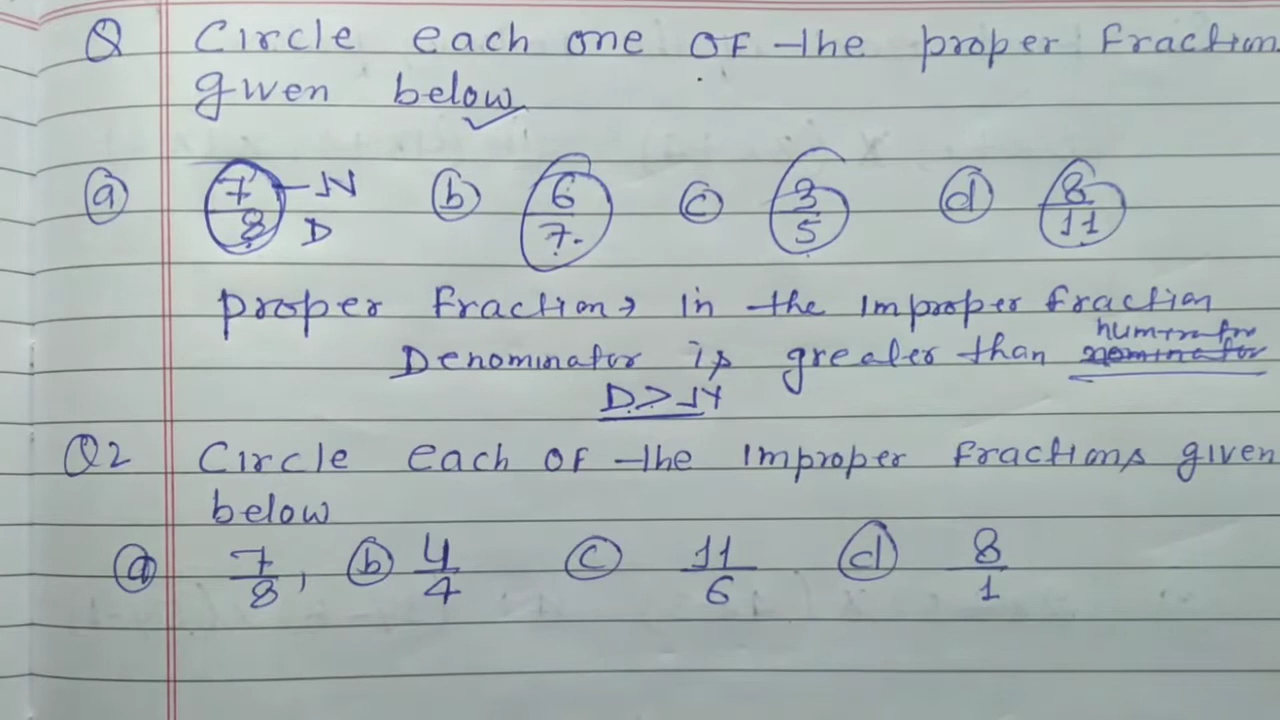 Q Circle each one OF the proper fraction
given below
(a) 7/8 N D (b) 6/7 (c) 3/5 (d) 8/11
proper fraction → in the improper fraction
Denominator is greater than numerator
D > N
Q2 Circle each of the improper fractions given
below
(a) 7/8, (b) 4/4 (c) 11/6 (d) 8/1